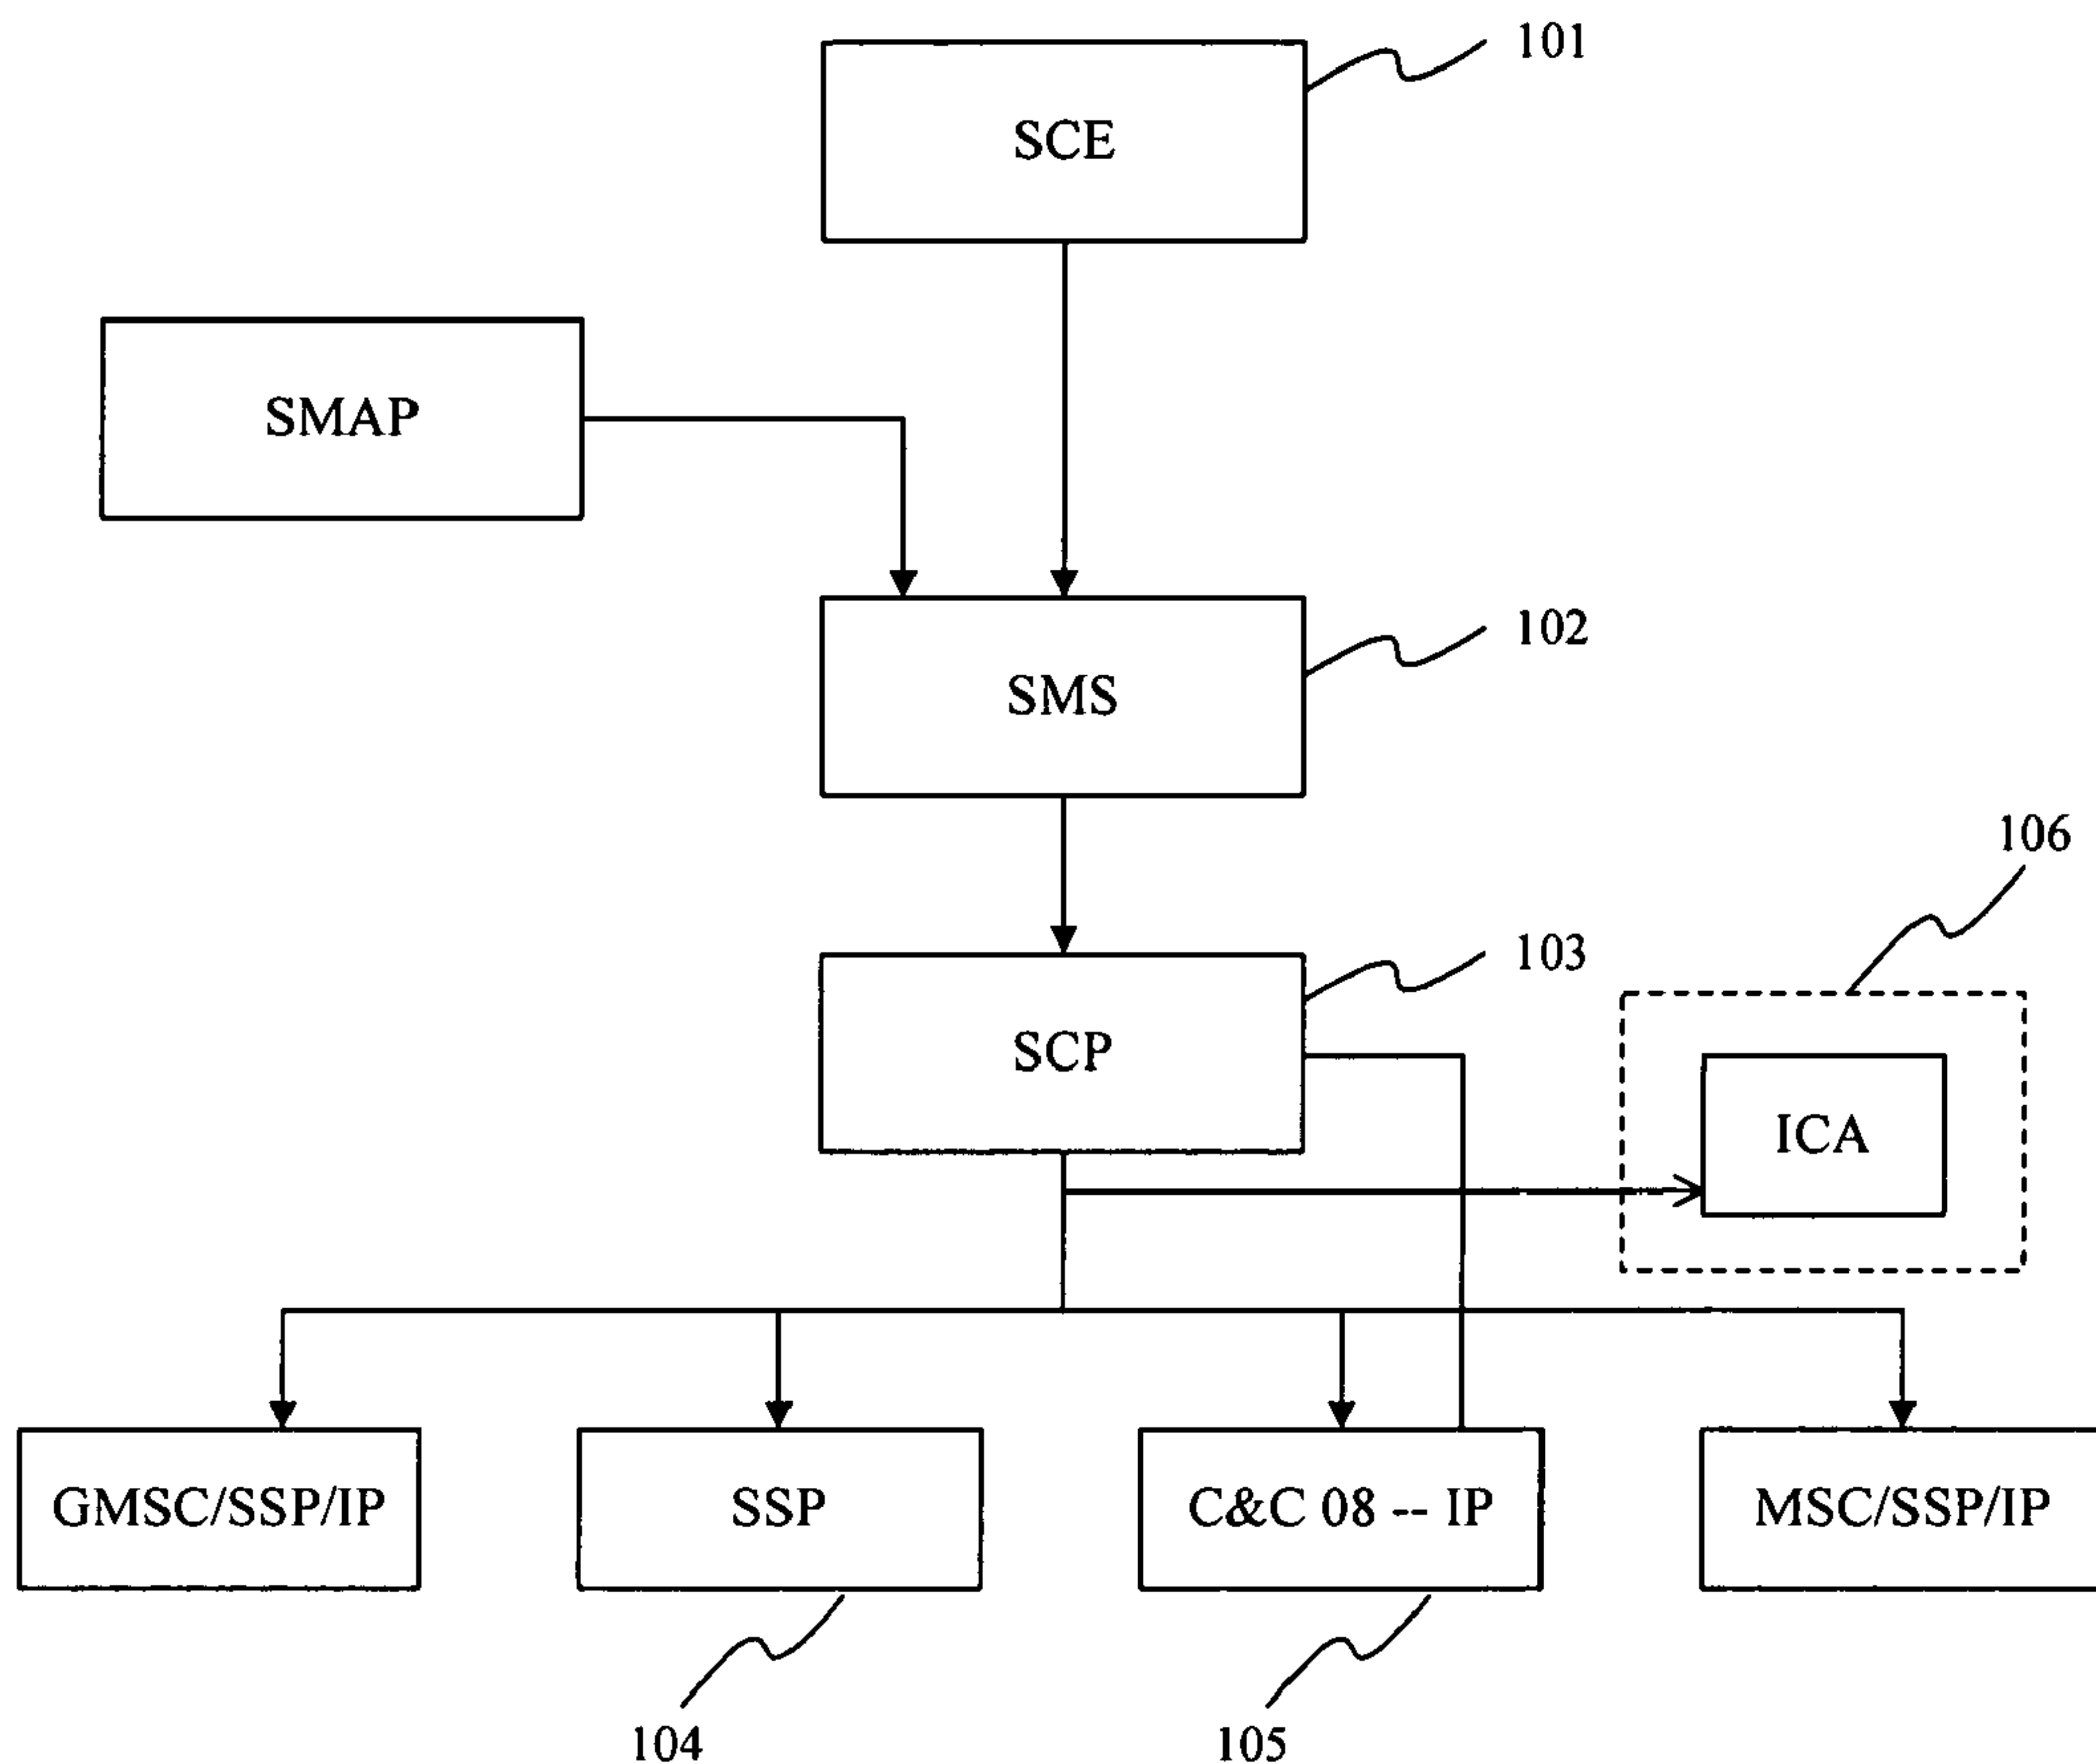 101
SCE
SMAP
102
SMS
106
103
SCP
ICA
GMSC/SSP/IP
SSP
C&C 08 -- IP
MSC/SSP/IP
104
105